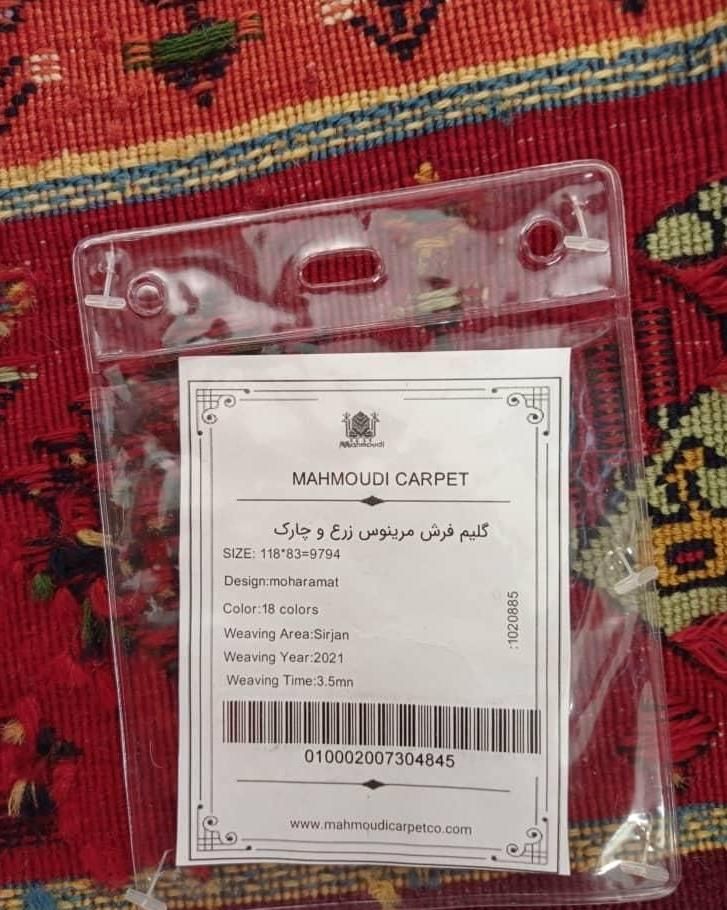 Mahmoudi
MAHMOUDI CARPET
گلیم فرش مرینوس زرع و چارک
SIZE: 118*83=9794
Design:moharamat
Color:18 colors
Weaving Area:Sirjan
Weaving Year:2021
Weaving Time:3.5mn
:1020885
010002007304845
www.mahmoudicarpetco.com